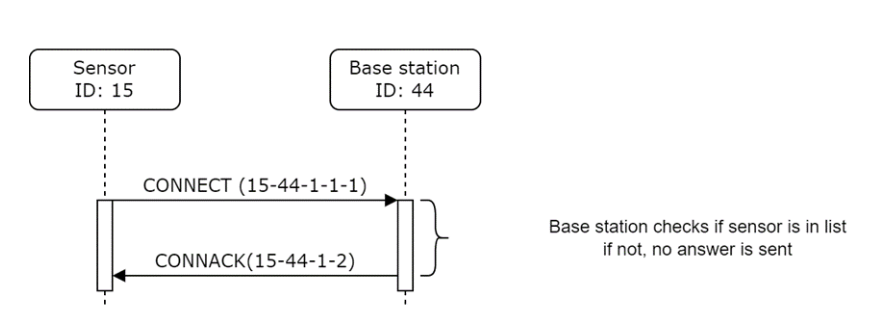 Sensor
ID: 15
Base station
ID: 44
CONNECT (15-44-1-1-1)
CONNACK(15-44-1-2)
Base station checks if sensor is in list
if not, no answer is sent